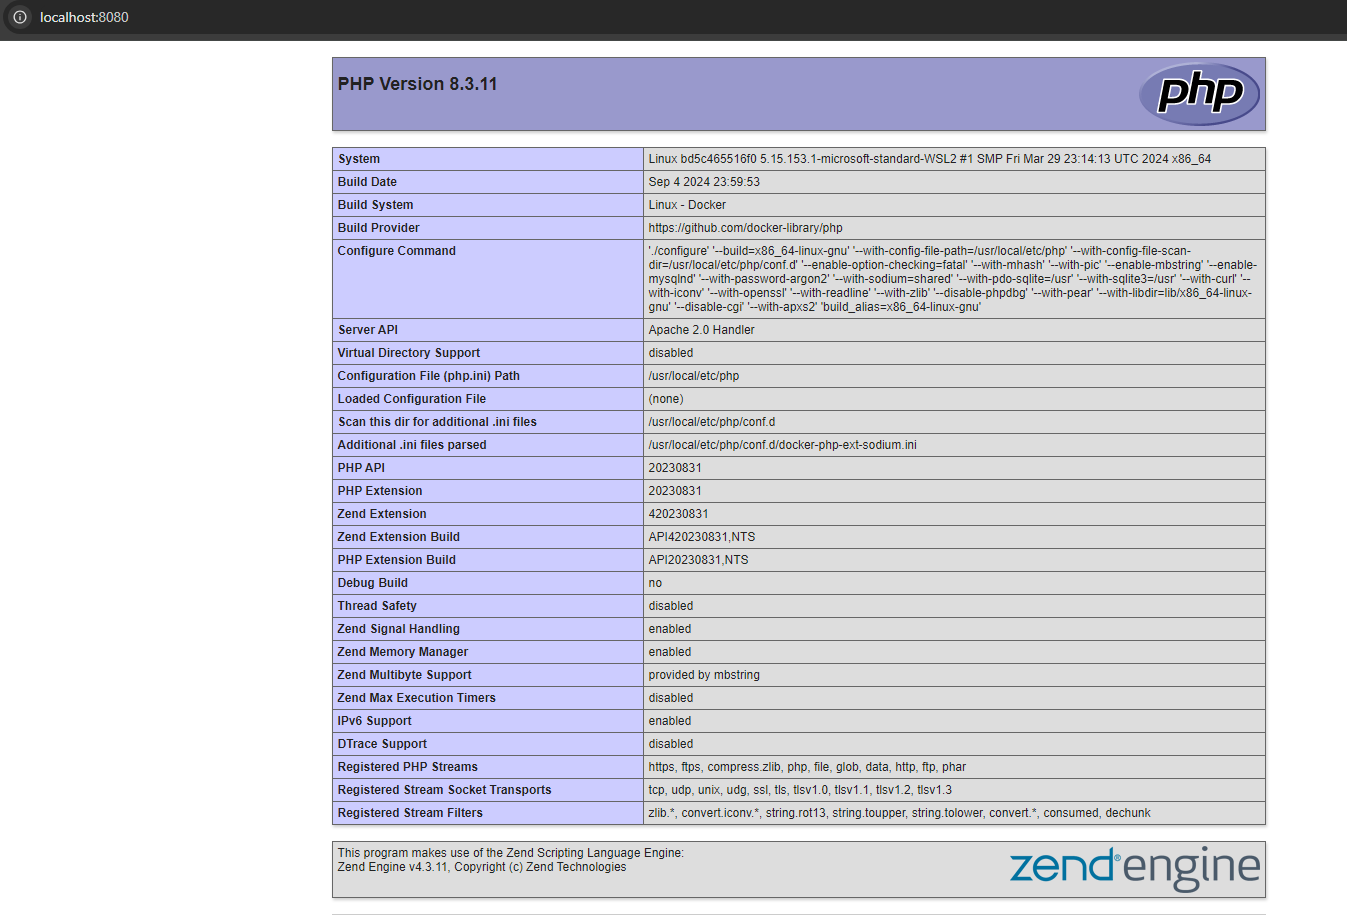 localhost:8080
PHP Version 8.3.11
php
System Linux bd5c465516f0 5.15.153.1-microsoft-standard-WSL2 #1 SMP Fri Mar 29 23:14:13 UTC 2024 x86_64
Build Date Sep 4 2024 23:59:53
Build System Linux - Docker
Build Provider https://github.com/docker-library/php
Configure Command './configure' '--build=x86_64-linux-gnu' '--with-config-file-path=/usr/local/etc/php' '--with-config-file-scan-
dir=/usr/local/etc/php/conf.d' '--enable-option-checking=fatal' '--with-mhash' '--with-pic' '--enable-mbstring' '--enable-
mysqlnd' '--with-password-argon2' '--with-sodium=shared' '--with-pdo-sqlite=/usr' '--with-sqlite3=/usr' '--with-curl' '--
with-iconv' '--with-openssl' '--with-readline' '--with-zlib' '--disable-phpdbg' '--with-pear' '--with-libdir=lib/x86_64-linux-
gnu' '--disable-cgi' '--with-apxs2' 'build_alias=x86_64-linux-gnu'
Server API Apache 2.0 Handler
Virtual Directory Support disabled
Configuration File (php.ini) Path /usr/local/etc/php
Loaded Configuration File (none)
Scan this dir for additional .ini files /usr/local/etc/php/conf.d
Additional .ini files parsed /usr/local/etc/php/conf.d/docker-php-ext-sodium.ini
PHP API 20230831
PHP Extension 20230831
Zend Extension 420230831
Zend Extension Build API420230831,NTS
PHP Extension Build API20230831,NTS
Debug Build no
Thread Safety disabled
Zend Signal Handling enabled
Zend Memory Manager enabled
Zend Multibyte Support provided by mbstring
Zend Max Execution Timers disabled
IPv6 Support enabled
DTrace Support disabled
Registered PHP Streams https, ftps, compress.zlib, php, file, glob, data, http, ftp, phar
Registered Stream Socket Transports tcp, udp, unix, udg, ssl, tls, tlsv1.0, tlsv1.1, tlsv1.2, tlsv1.3
Registered Stream Filters zlib.*, convert.iconv.*, string.rot13, string.toupper, string.tolower, convert.*, consumed, dechunk
This program makes use of the Zend Scripting Language Engine:
Zend Engine v4.3.11, Copyright (c) Zend Technologies
zend® engine